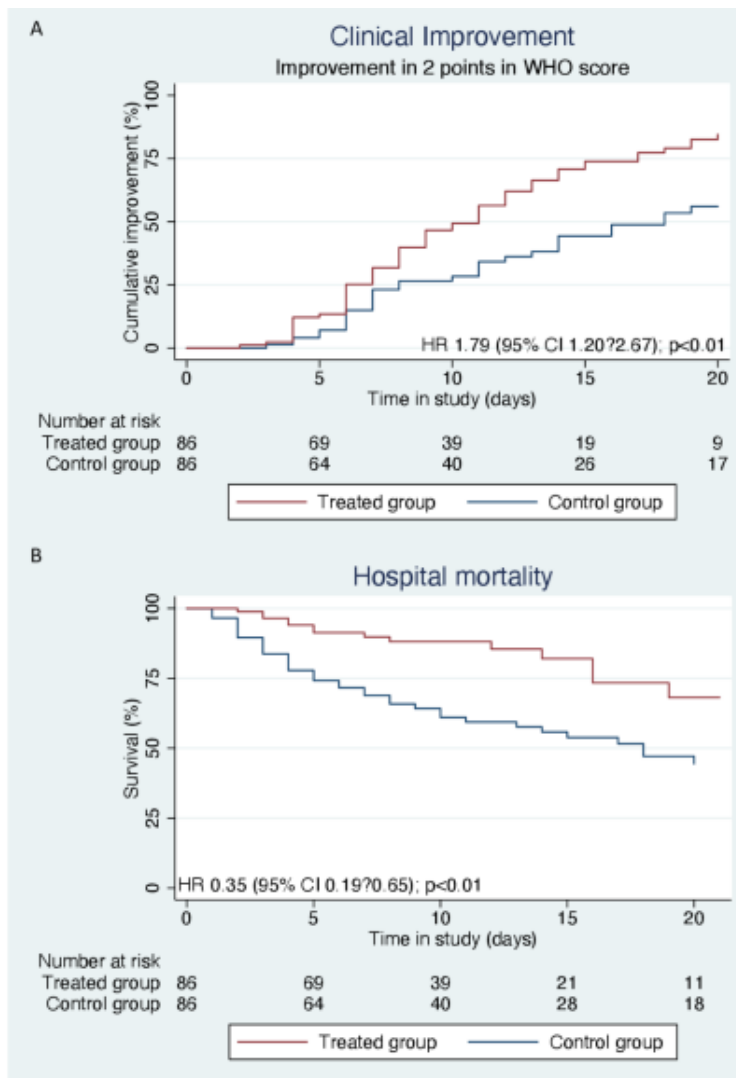 A
Clinical Improvement
Improvement in 2 points in WHO score
Cumulative improvement (%)
100
75
50
25
0
HR 1.79 (95% CI 1.20?2.67); p<0.01
0 5 10 15 20
Time in study (days)
Number at risk
Treated group 86 69 39 19 9
Control group 86 64 40 26 17
Treated group Control group
B
Hospital mortality
Survival (%)
100
75
50
25
0
HR 0.35 (95% CI 0.19?0.65); p<0.01
0 5 10 15 20
Time in study (days)
Number at risk
Treated group 86 69 39 21 11
Control group 86 64 40 28 18
Treated group Control group